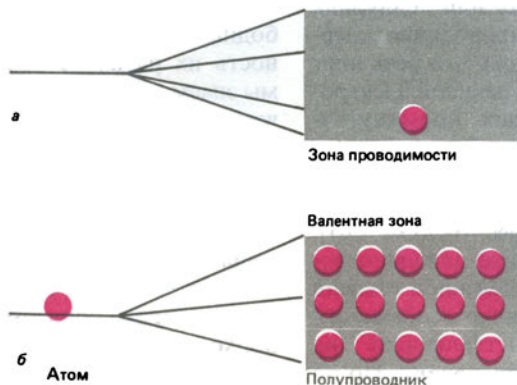 а
Зона проводимости
Валентная зона
б
Атом
Полупроводник